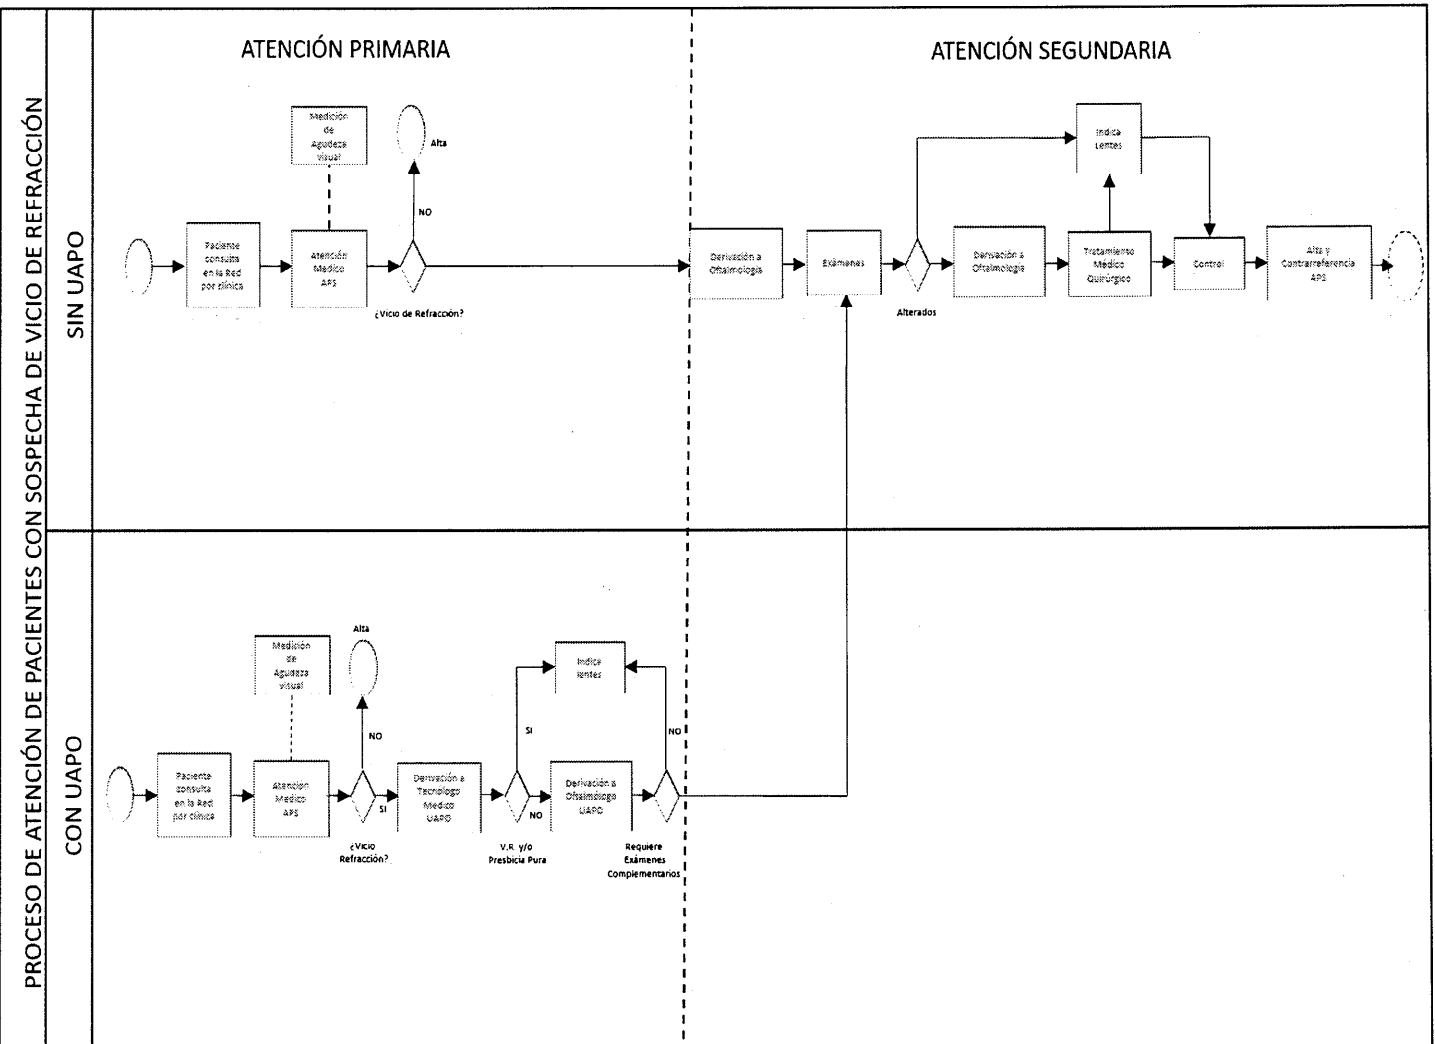 PROCESO DE ATENCIÓN DE PACIENTES CON SOSPECHA DE VICIO DE REFRACCIÓN
SIN UAPO
ATENCIÓN PRIMARIA
ATENCIÓN SEGUNDARIA
Medición
de
Agudeza
visual
Alta
NO
Paciente
consulta
en la Red
por clínica
Atención
Medico
APS
¿Vicio de Refracción?
Derivación a
Oftalmología
Exámenes
Alterados
Derivación a
Oftalmología
Indica
Lentes
Tratamiento
Médico
Quirúrgico
Control
Alta y
Contrarreferencia
APS
CON UAPO
Medición
de
Agudeza
visual
Alta
NO
Paciente
consulta
en la Red
por clínica
Atención
Medico
APS
¿Vicio
Refracción?
SI
Derivación a
Tecnologo
Medico
UAPO
V.R. y/o
Presbicia Pura
SI
NO
Indica
lentes
Derivación a
Oftalmólogo
UAPO
NO
Requiere
Exámenes
Complementarios